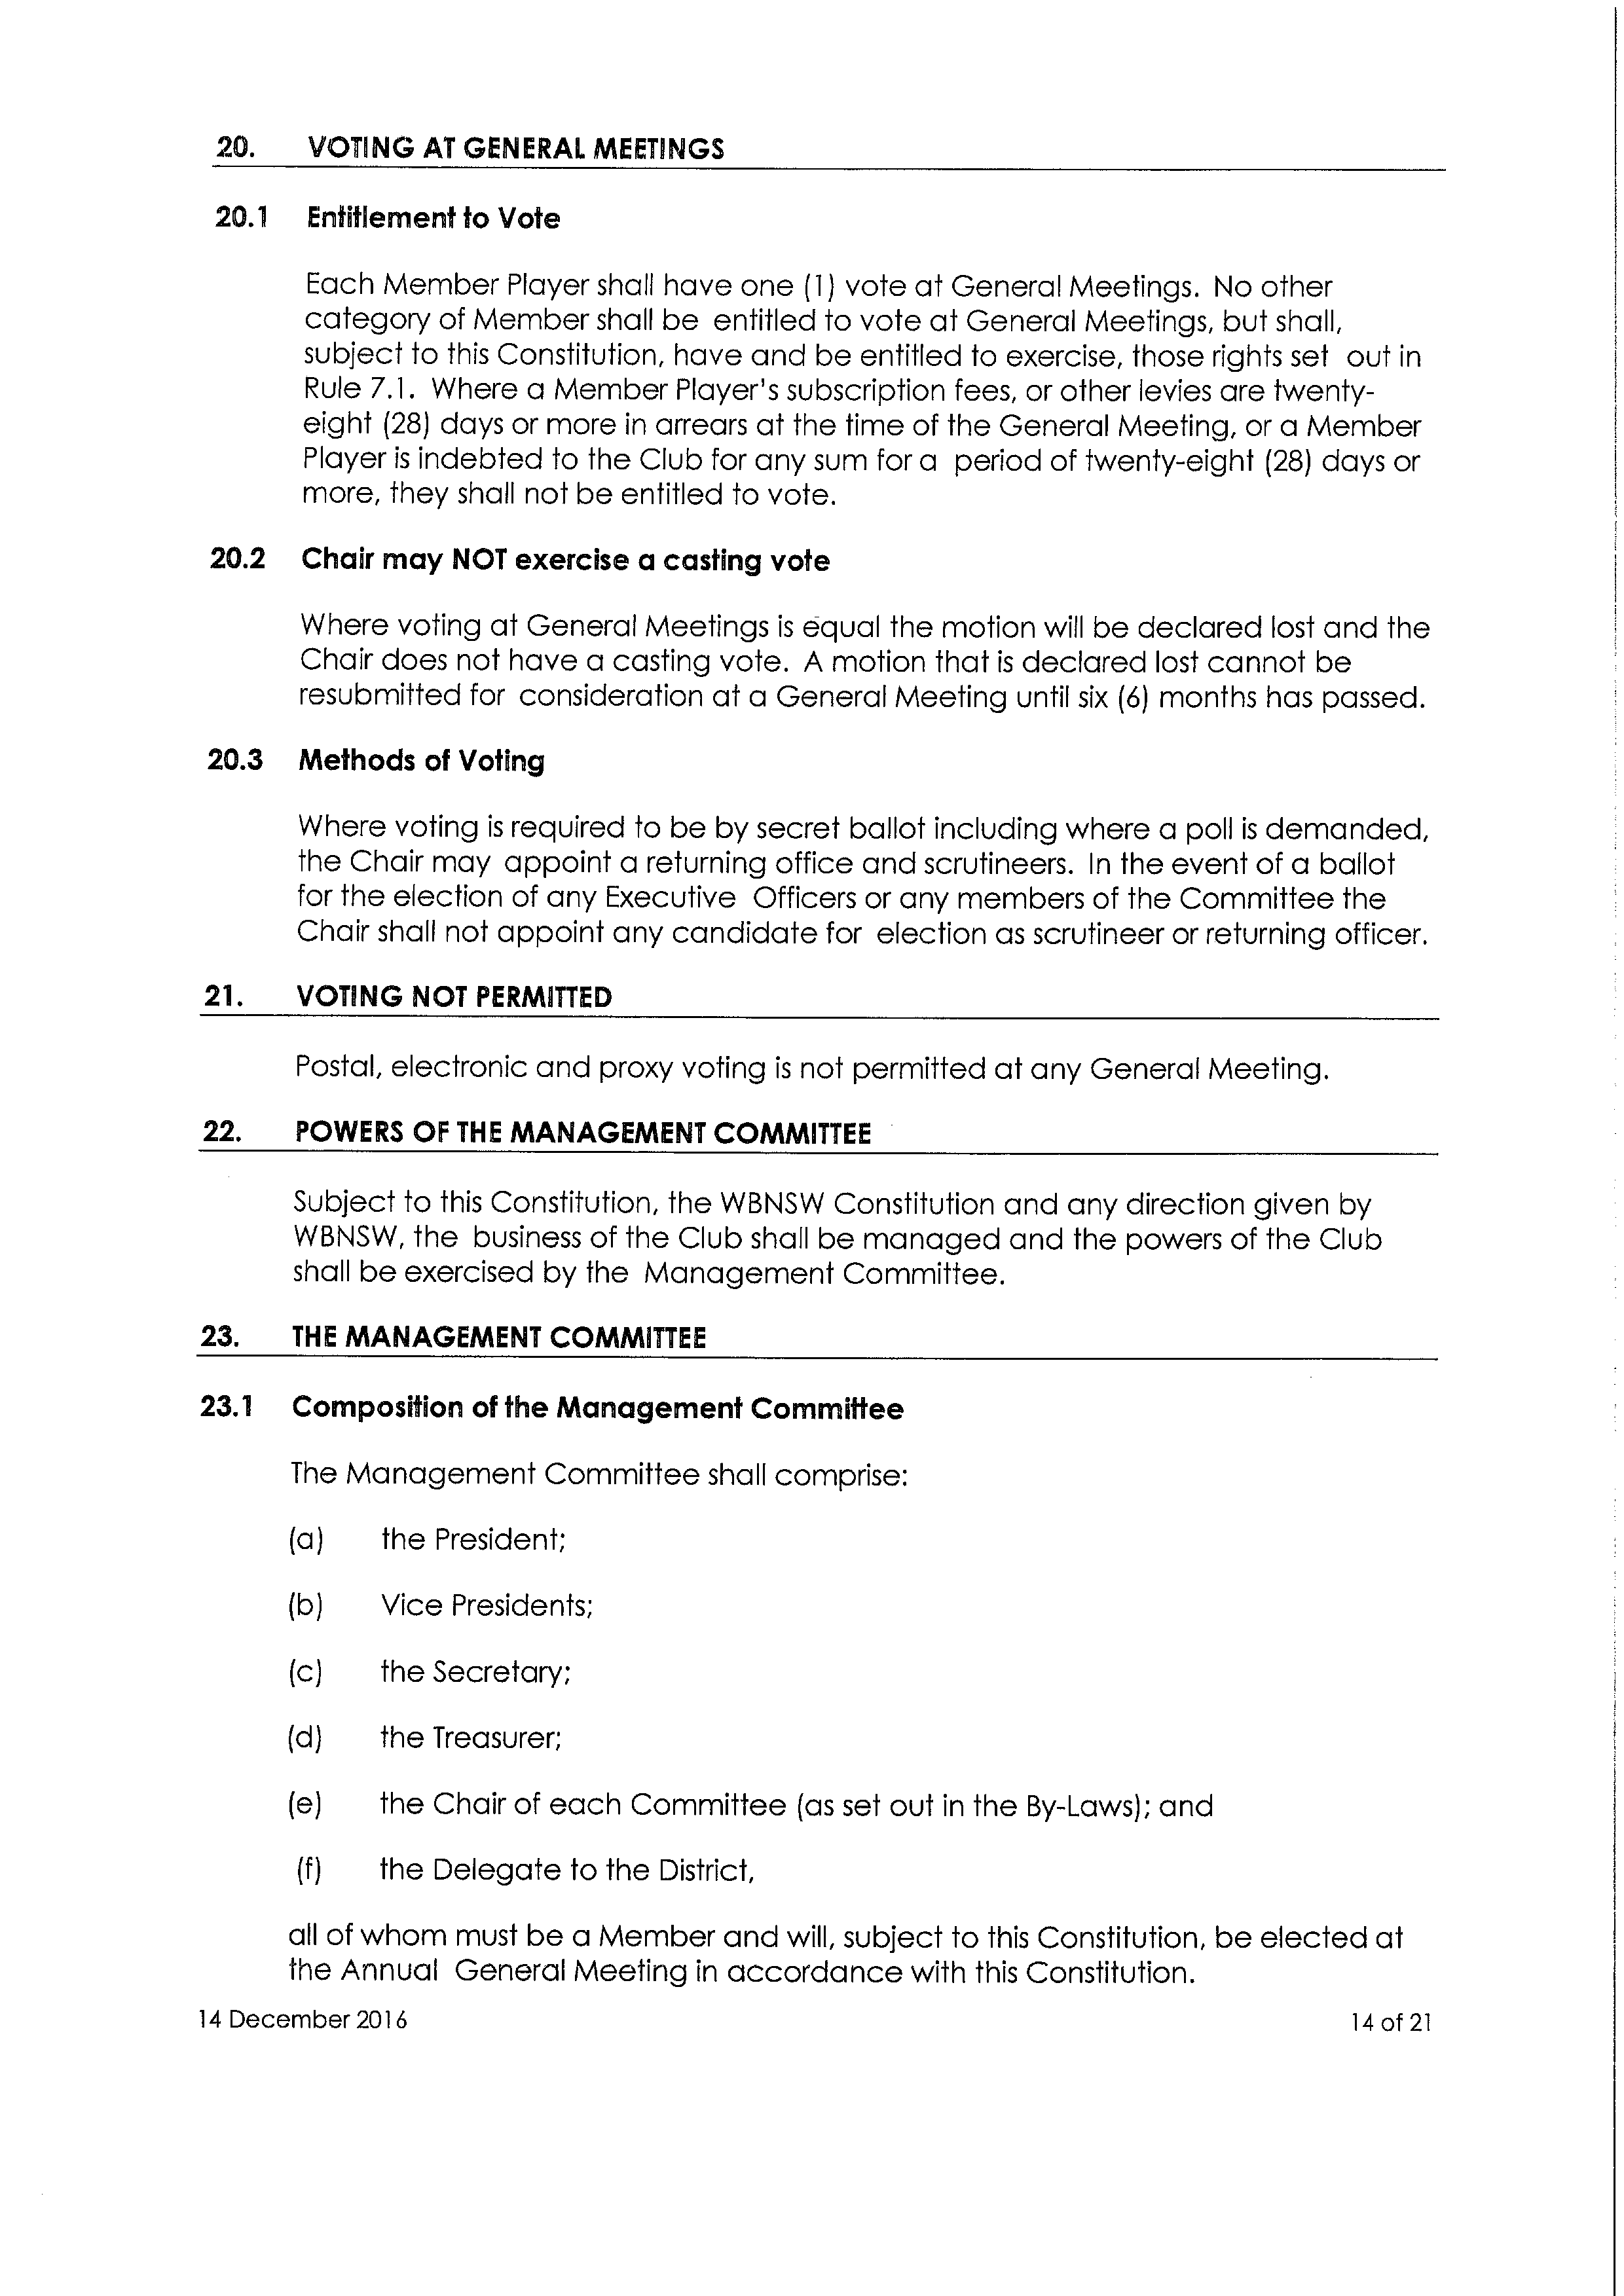 20. VOTING AT GENERAL MEETINGS
20.1 Entitlement to Vote
Each Member Player shall have one (1) vote at General Meetings. No other
category of Member shall be entitled to vote at General Meetings, but shall,
subject to this Constitution, have and be entitled to exercise, those rights set out in
Rule 7.1. Where a Member Player's subscription fees, or other levies are twenty-
eight (28) days or more in arrears at the time of the General Meeting, or a Member
Player is indebted to the Club for any sum for a period of twenty-eight (28) days or
more, they shall not be entitled to vote.
20.2 Chair may NOT exercise a casting vote
Where voting at General Meetings is equal the motion will be declared lost and the
Chair does not have a casting vote. A motion that is declared lost cannot be
resubmitted for consideration at a General Meeting until six (6) months has passed.
20.3 Methods of Voting
Where voting is required to be by secret ballot including where a poll is demanded,
the Chair may appoint a returning office and scrutineers. In the event of a ballot
for the election of any Executive Officers or any members of the Committee the
Chair shall not appoint any candidate for election as scrutineer or returning officer.
21. VOTING NOT PERMITTED
Postal, electronic and proxy voting is not permitted at any General Meeting.
22. POWERS OF THE MANAGEMENT COMMITTEE
Subject to this Constitution, the WBNSW Constitution and any direction given by
WBNSW, the business of the Club shall be managed and the powers of the Club
shall be exercised by the Management Committee.
23. THE MANAGEMENT COMMITTEE
23.1 Composition of the Management Committee
The Management Committee shall comprise:
(a) the President;
(b) Vice Presidents;
(c) the Secretary;
(d) the Treasurer;
(e) the Chair of each Committee (as set out in the By-Laws); and
(f) the Delegate to the District,
all of whom must be a Member and will, subject to this Constitution, be elected at
the Annual General Meeting in accordance with this Constitution.
14 December 2016 14 of 21